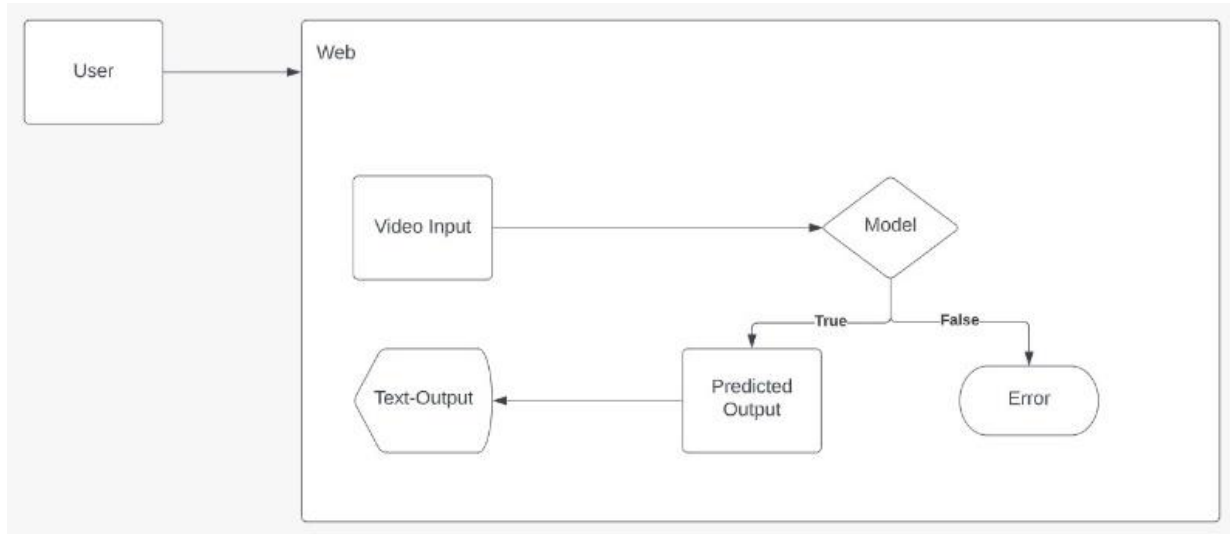 User
Web
Video Input
Model
True
False
Text-Output
Predicted
Output
Error